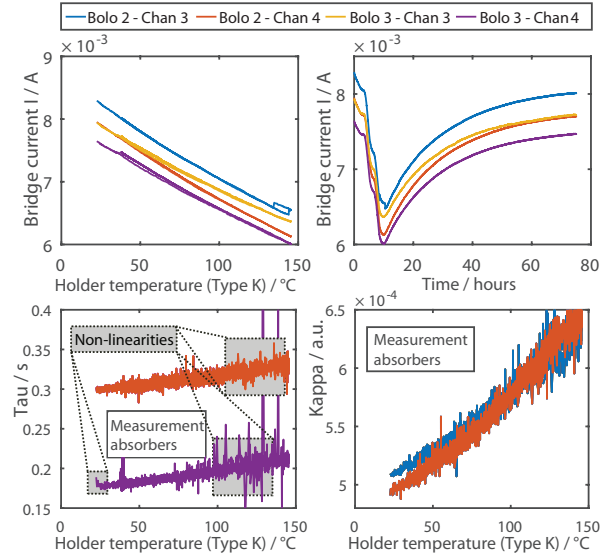 Bolo 2 - Chan 3 Bolo 2 - Chan 4 Bolo 3 - Chan 3 Bolo 3 - Chan 4
× 10⁻³
9
8
7
6
Bridge current I / A
0 50 100 150
Holder temperature (Type K) / °C
× 10⁻³
9
8
7
6
Bridge current I / A
0 20 40 60 80
Time / hours
0.4
0.35
0.3
0.25
0.2
0.15
Tau / s
Non-linearities
Measurement
absorbers
0 50 100 150
Holder temperature (Type K) / °C
× 10⁻⁴
6.5
6
5.5
5
Kappa / a.u.
Measurement
absorbers
0 50 100 150
Holder temperature (Type K) / °C